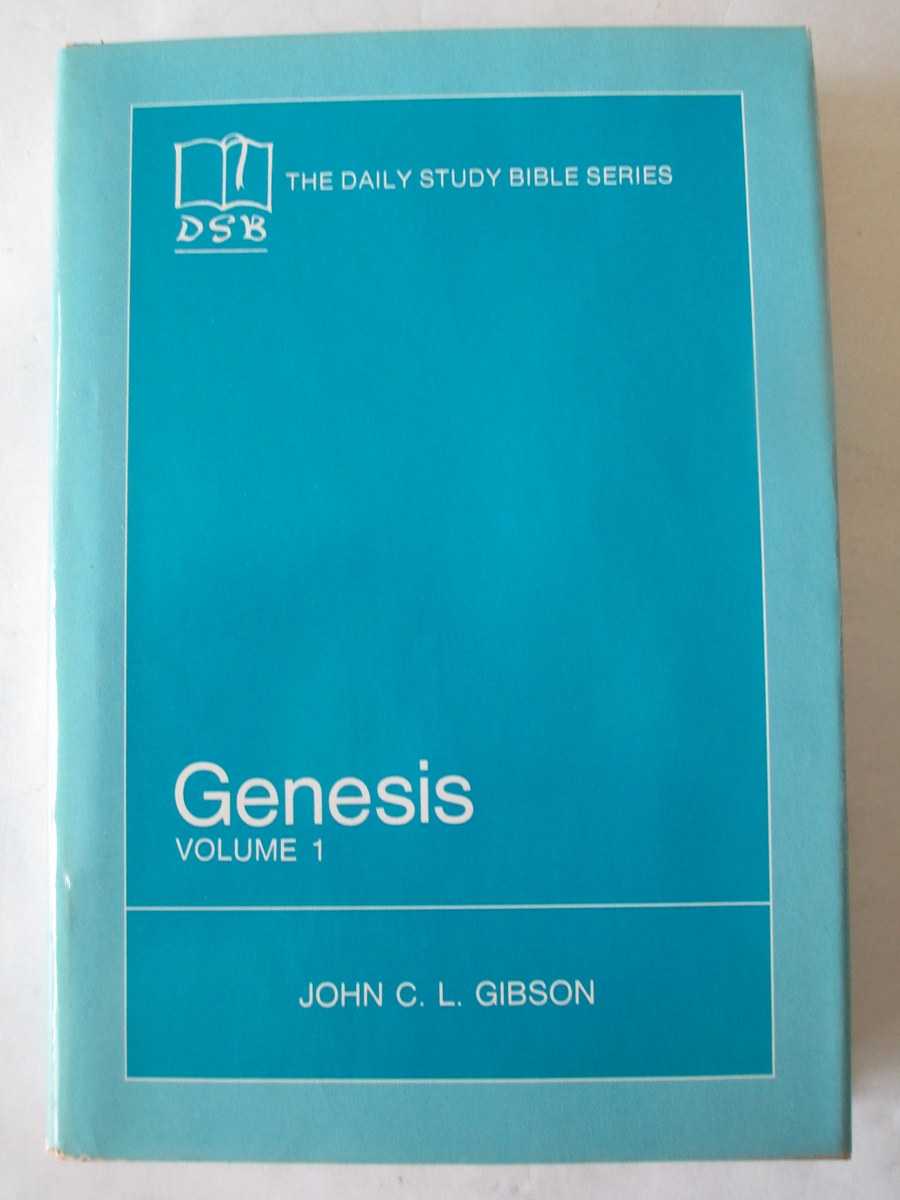 THE DAILY STUDY BIBLE SERIES
DSB
Genesis
VOLUME 1
JOHN C. L. GIBSON